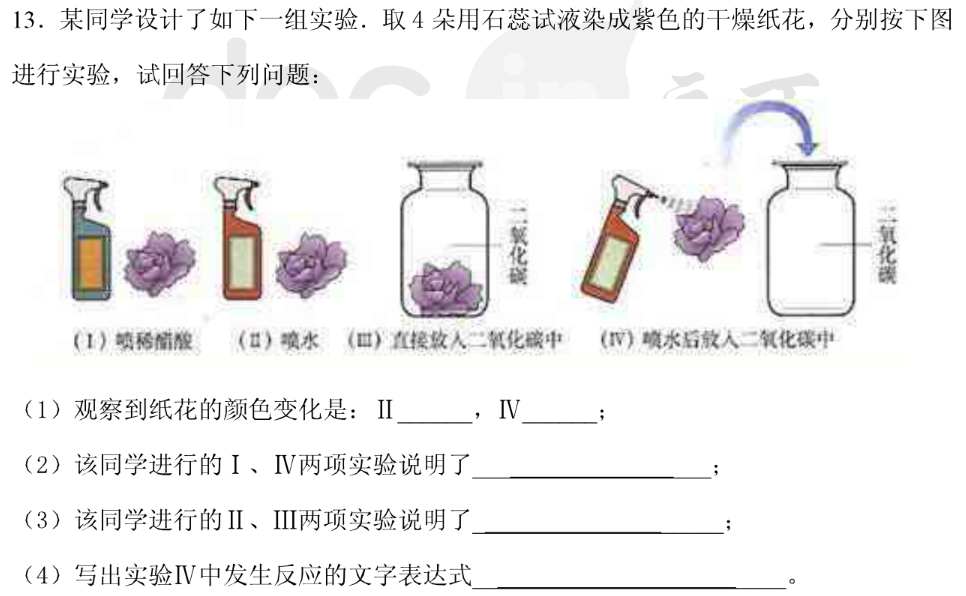 13．某同学设计了如下一组实验．取 4 朵用石蕊试液染成紫色的干燥纸花，分别按下图
进行实验，试回答下列问题：
二氧化碳
二氧化碳
(Ⅰ) 喷稀醋酸 (Ⅱ) 喷水 (Ⅲ) 直接放入二氧化碳中 (Ⅳ) 喷水后放入二氧化碳中
（1）观察到纸花的颜色变化是：Ⅱ______，Ⅳ______；
（2）该同学进行的Ⅰ、Ⅳ两项实验说明了____________________；
（3）该同学进行的Ⅱ、Ⅲ两项实验说明了____________________；
（4）写出实验Ⅳ中发生反应的文字表达式____________________。